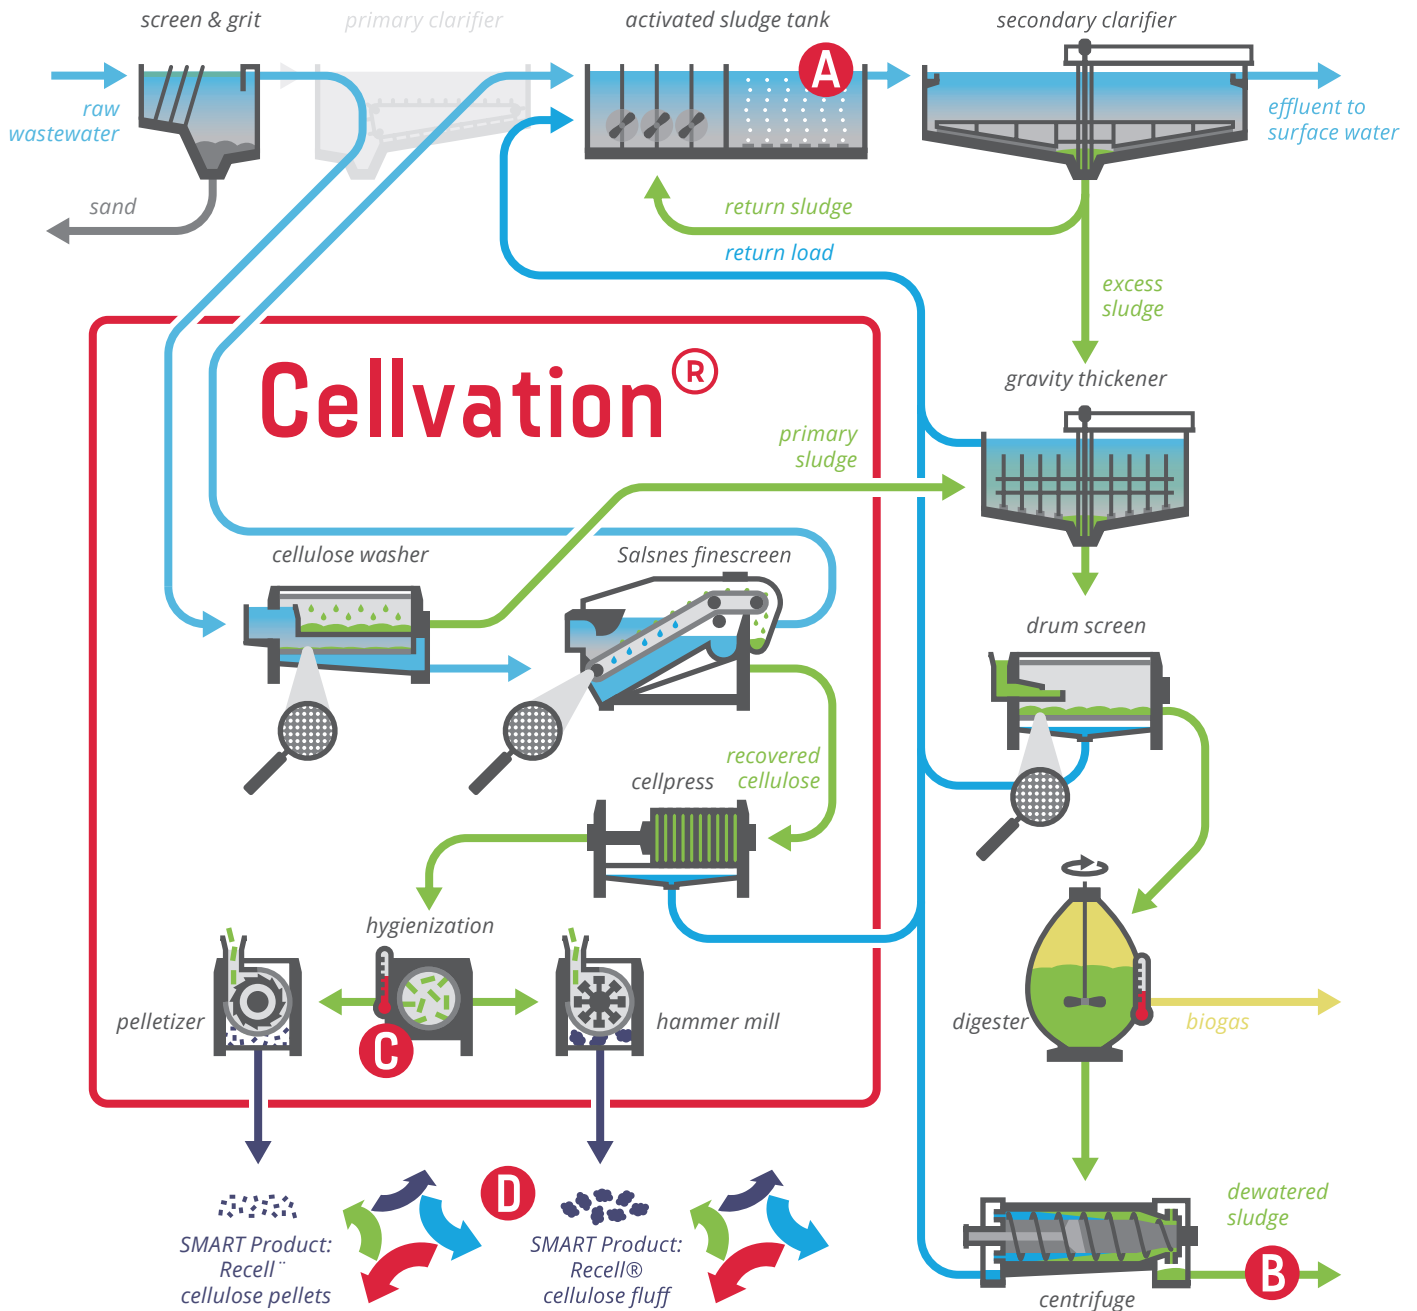 screen & grit
primary clarifier
activated sludge tank
secondary clarifier
A
raw
wastewater
effluent to
surface water
sand
return sludge
return load
excess
sludge
Cellvation®
gravity thickener
primary
sludge
cellulose washer
Salsnes finescreen
drum screen
recovered
cellulose
cellpress
hygienization
pelletizer
hammer mill
C
digester
biogas
D
dewatered
sludge
SMART Product:
Recell¨
cellulose pellets
SMART Product:
Recell®
cellulose fluff
B
centrifuge